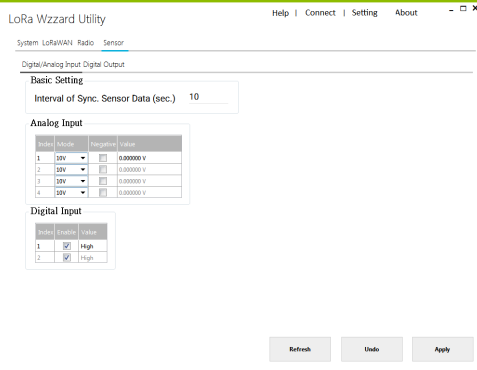 LoRa Wzzard Utility
Help | Connect | Setting About
System LoRaWAN Radio Sensor
Digital/Analog Input Digital Output
Basic Setting
Interval of Sync. Sensor Data (sec.) 10
Analog Input
Index Mode Negative Value
1 10V 0.000000 V
2 10V 0.000000 V
3 10V 0.000000 V
4 10V 0.000000 V
Digital Input
Index Enable Value
1 High
2 High
Refresh Undo Apply